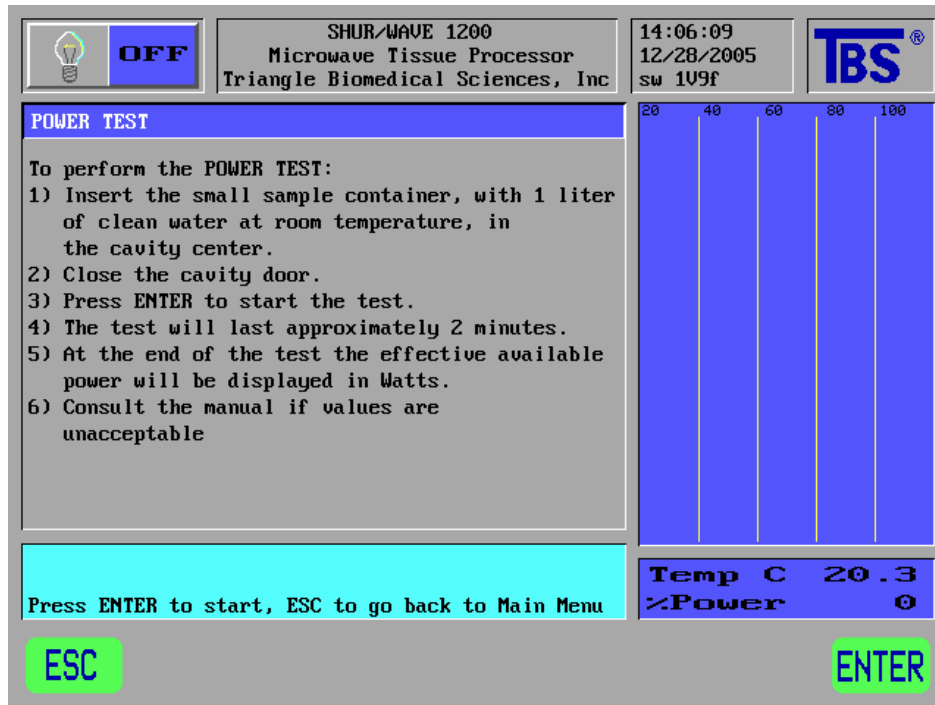 OFF
SHUR/WAVE 1200
Microwave Tissue Processor
Triangle Biomedical Sciences, Inc
14:06:09
12/28/2005
sw 1V9f
TBS ®
POWER TEST
To perform the POWER TEST:
1) Insert the small sample container, with 1 liter
of clean water at room temperature, in
the cavity center.
2) Close the cavity door.
3) Press ENTER to start the test.
4) The test will last approximately 2 minutes.
5) At the end of the test the effective available
power will be displayed in Watts.
6) Consult the manual if values are
unacceptable
20 40 60 80 100
Press ENTER to start, ESC to go back to Main Menu
Temp C 20.3
%Power 0
ESC
ENTER